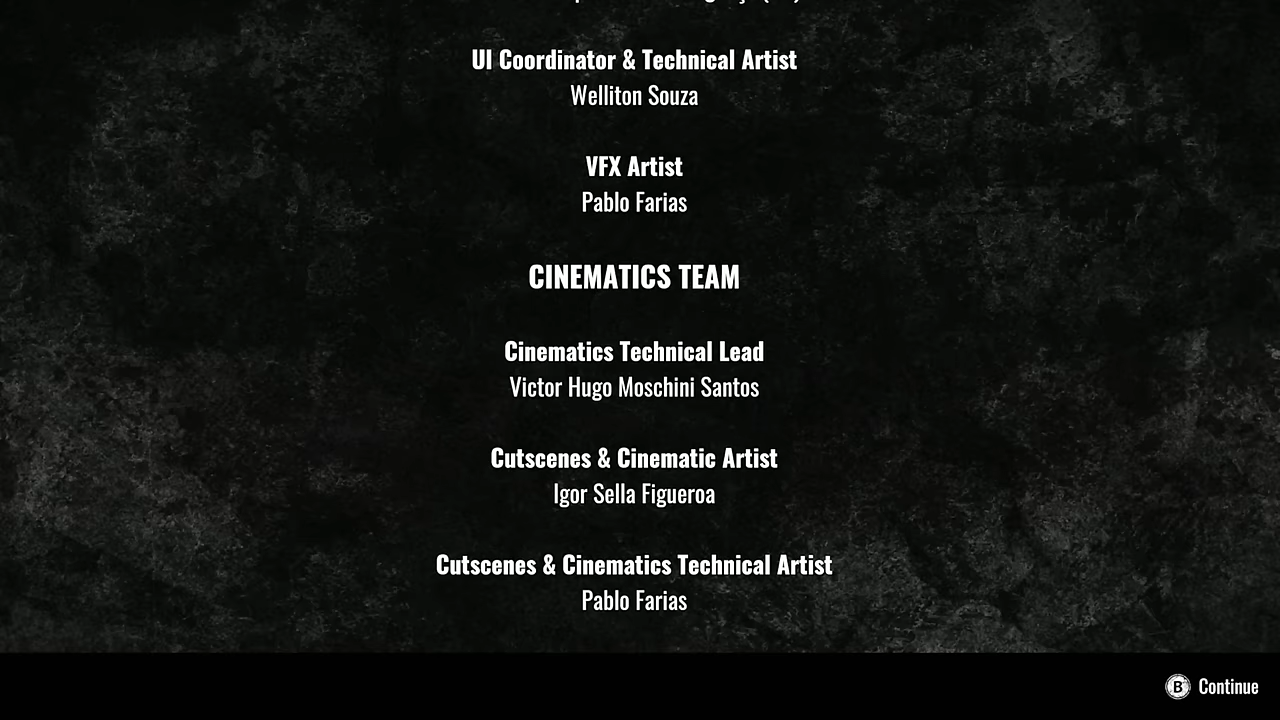 UI Coordinator & Technical Artist
Welliton Souza
VFX Artist
Pablo Farias
CINEMATICS TEAM
Cinematics Technical Lead
Victor Hugo Moschini Santos
Cutscenes & Cinematic Artist
Igor Sella Figueroa
Cutscenes & Cinematics Technical Artist
Pablo Farias
B Continue